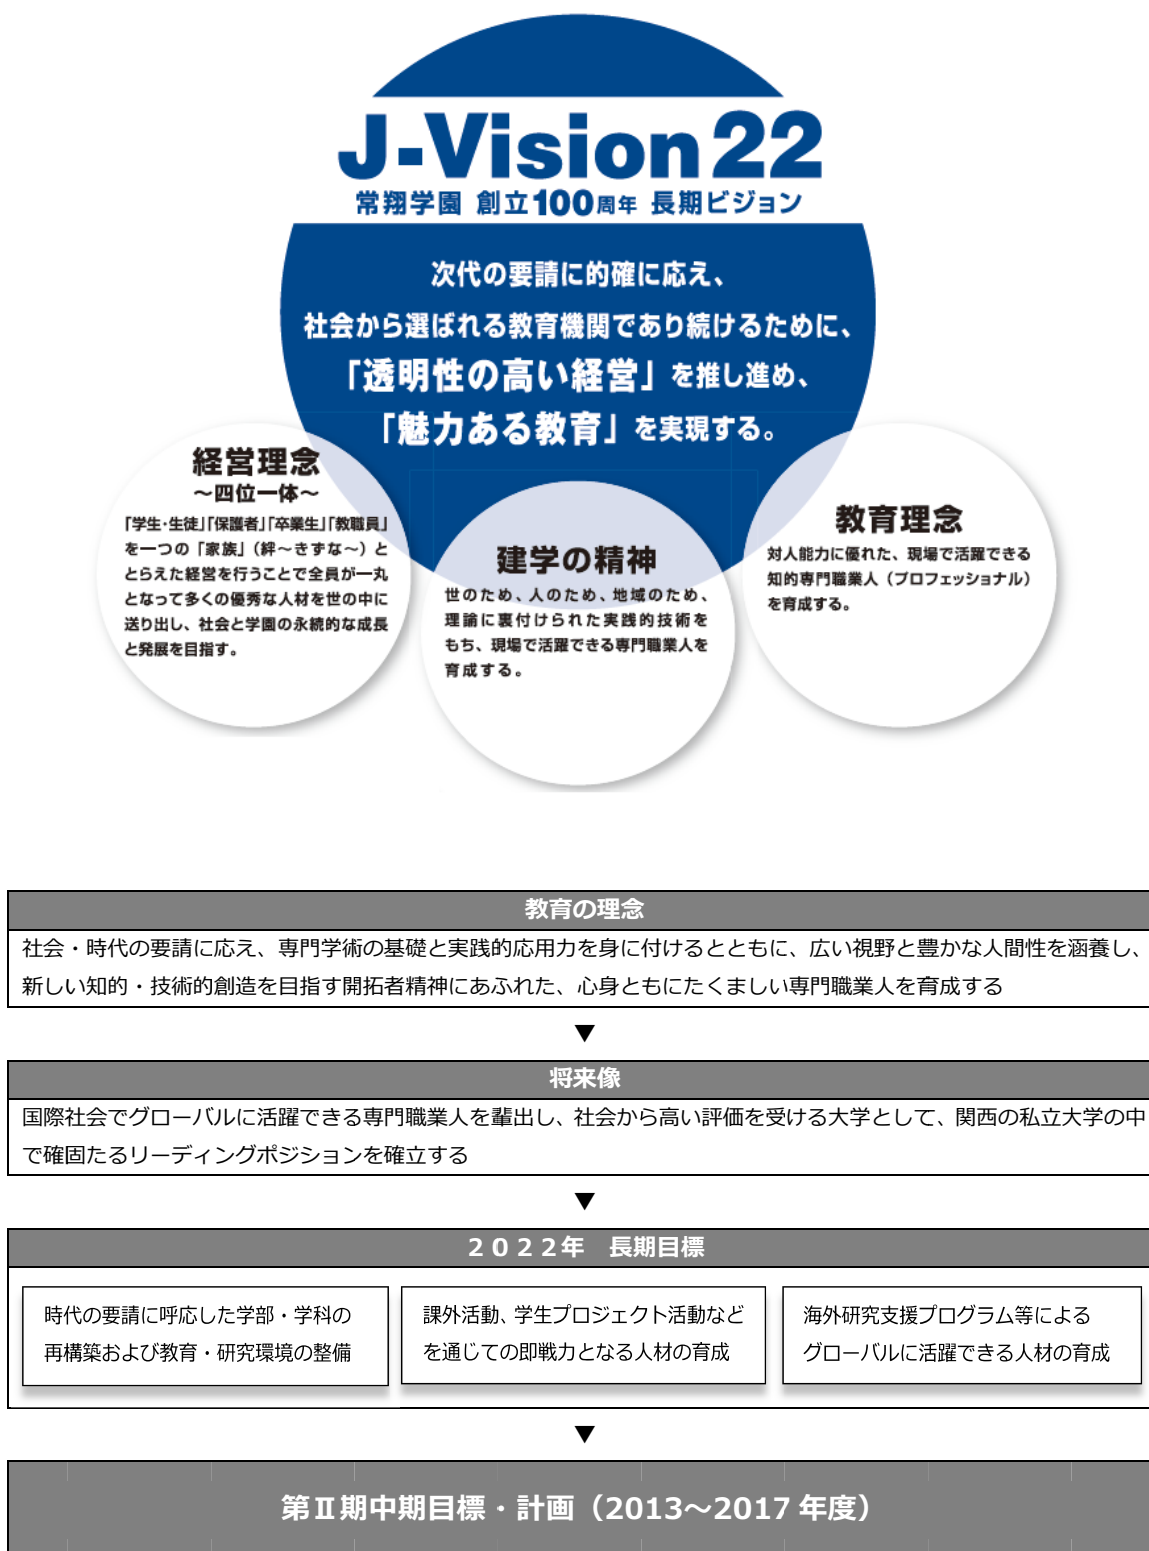 J-Vision22
常翔学園 創立100周年 長期ビジョン
次代の要請に的確に応え、
社会から選ばれる教育機関であり続けるために、
「透明性の高い経営」を推し進め、
「魅力ある教育」を実現する。
経営理念
～四位一体～
「学生・生徒」「保護者」「卒業生」「教職員」
を一つの「家族」（絆～きずな～）と
とらえた経営を行うことで全員が一丸
となって多くの優秀な人材を世の中に
送り出し、社会と学園の永続的な成長
と発展を目指す。
建学の精神
世のため、人のため、地域のため、
理論に裏付けられた実践的技術を
もち、現場で活躍できる専門職業人を
育成する。
教育理念
対人能力に優れた、現場で活躍できる
知的専門職業人（プロフェッショナル）
を育成する。
教育の理念
社会・時代の要請に応え、専門学術の基礎と実践的応用力を身に付けるとともに、広い視野と豊かな人間性を涵養し、
新しい知的・技術的創造を目指す開拓者精神にあふれた、心身ともにたくましい専門職業人を育成する
▼
将来像
国際社会でグローバルに活躍できる専門職業人を輩出し、社会から高い評価を受ける大学として、関西の私立大学の中
で確固たるリーディングポジションを確立する
▼
２０２２年　長期目標
時代の要請に呼応した学部・学科の
再構築および教育・研究環境の整備
課外活動、学生プロジェクト活動など
を通じての即戦力となる人材の育成
海外研究支援プログラム等による
グローバルに活躍できる人材の育成
▼
第Ⅱ期中期目標・計画（2013～2017 年度）